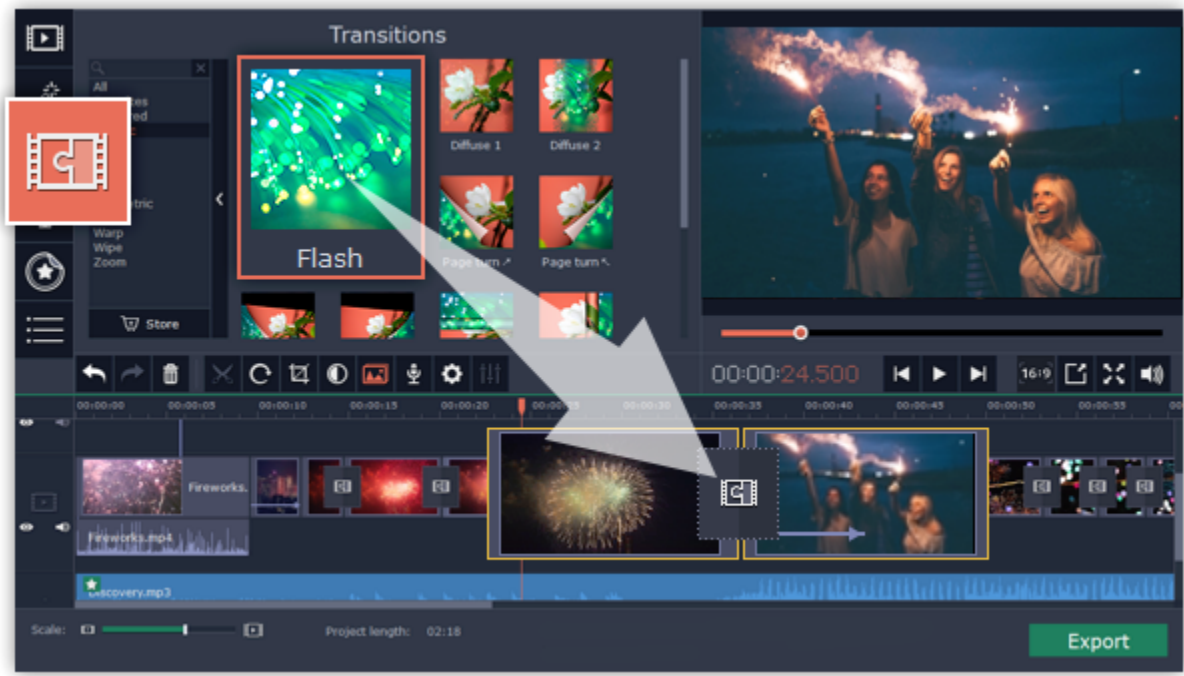 Transitions
All
Warp
Wipe
Zoom
Store
Flash
Diffuse 1
Diffuse 2
Page turn ↗
Page turn ↖
00:00:24.500
16:9
00:00:00
00:00:05
00:00:10
00:00:15
00:00:20
00:00:25
00:00:30
00:00:35
00:00:40
00:00:45
00:00:50
00:00:55
Fireworks.
Fireworks.mp4
Discovery.mp3
Scale:
Project length: 02:18
Export